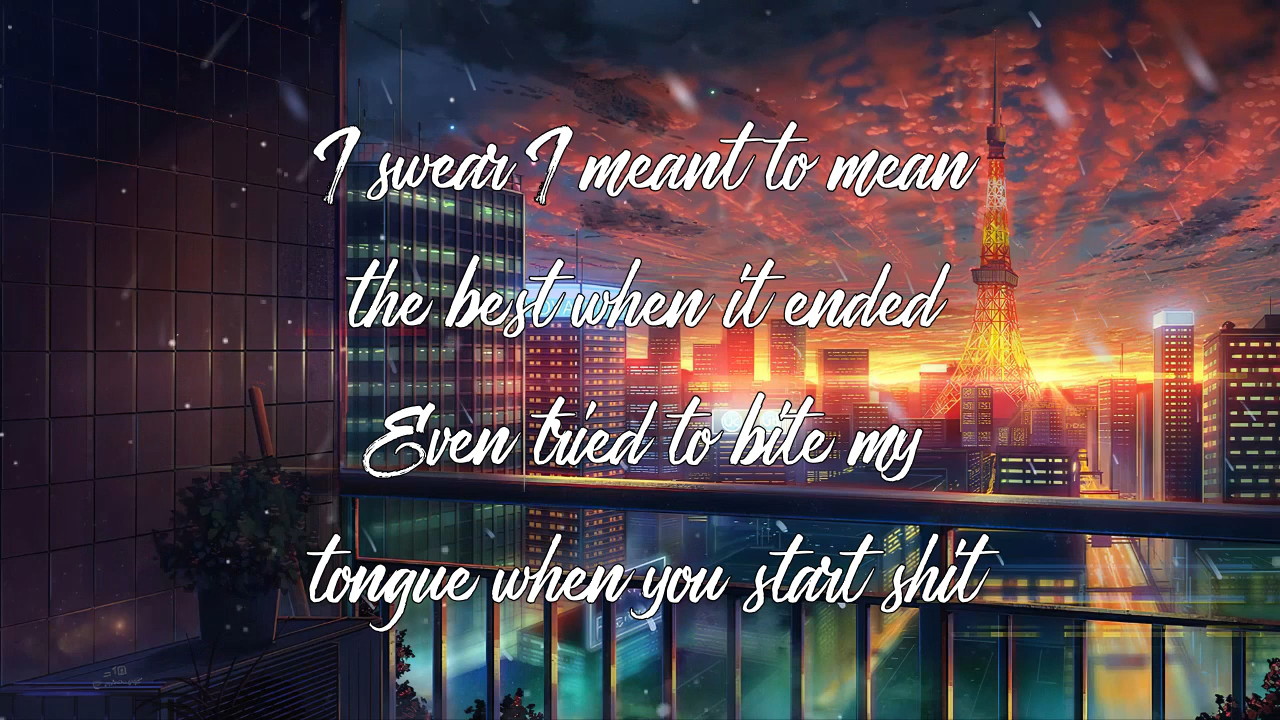 I swear I meant to mean
the best when it ended
Even tried to bite my
tongue when you start shit